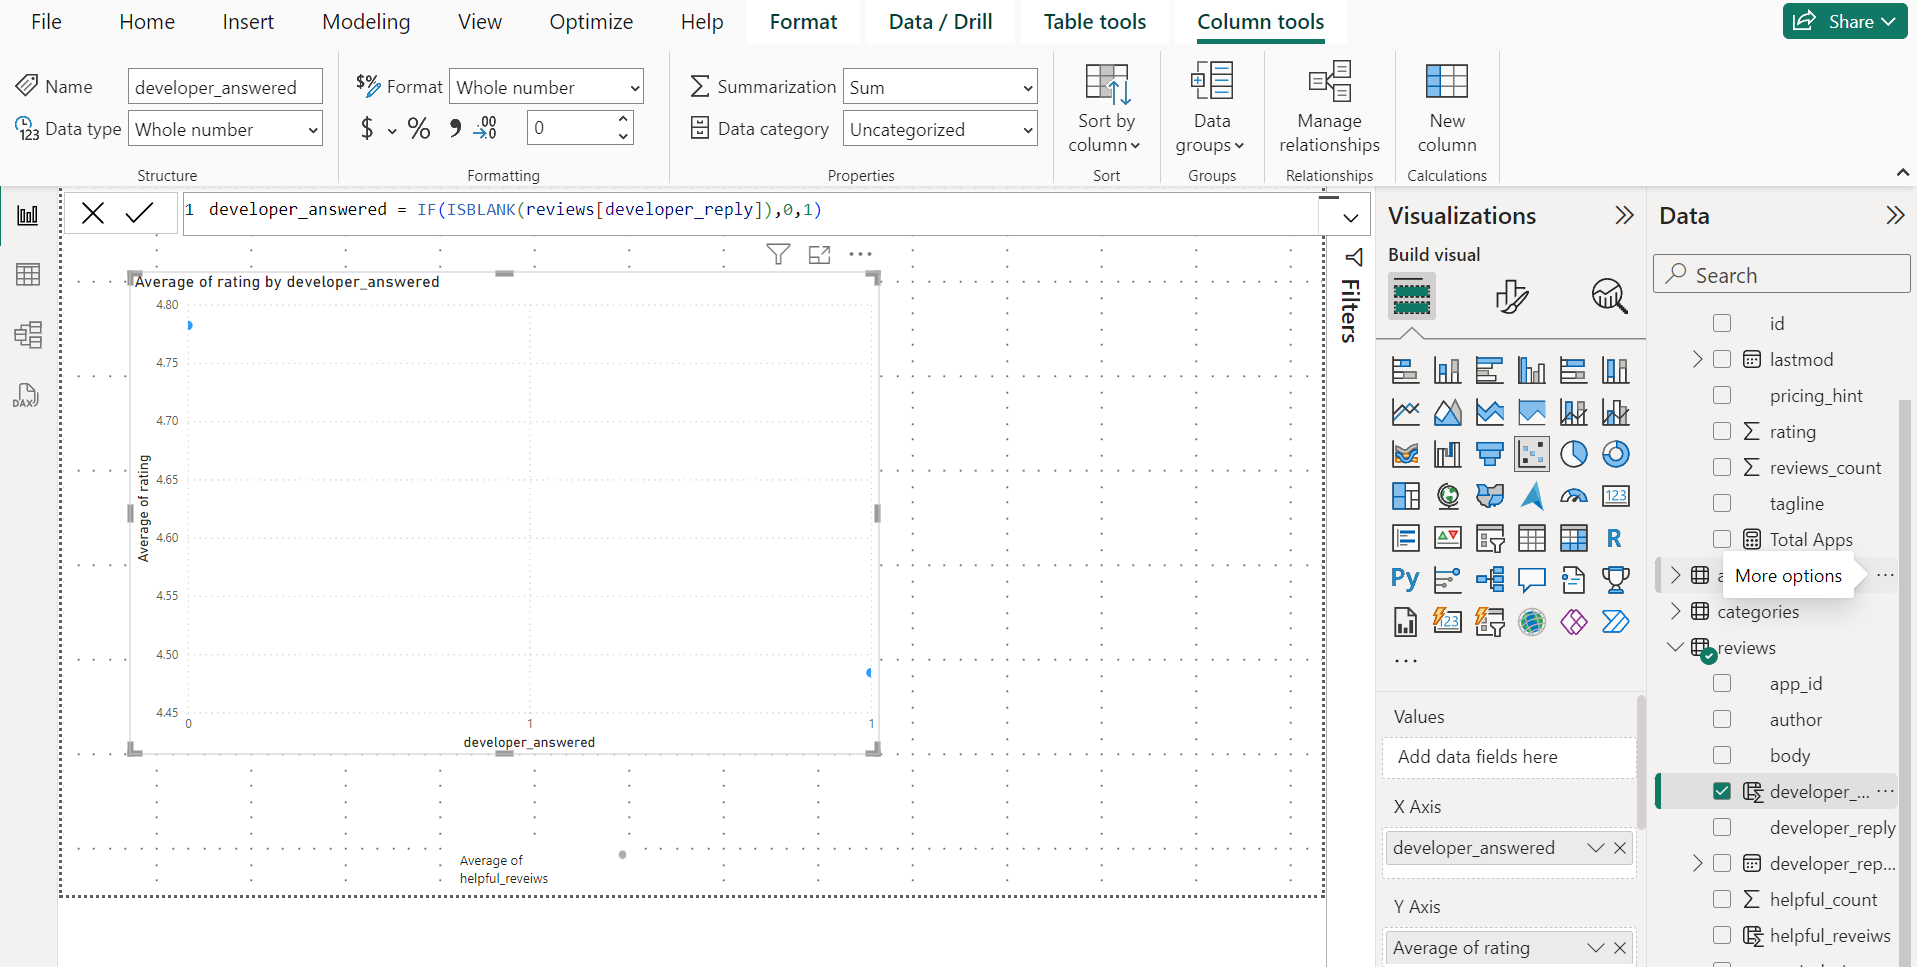 File Home Insert Modeling View Optimize Help Format Data / Drill Table tools Column tools Share
Name developer_answered
Data type Whole number
Structure
Format Whole number
$ % 0
Formatting
Summarization Sum
Data category Uncategorized
Properties
Sort by
column
Sort
Data
groups
Groups
Manage
relationships
Relationships
New
column
Calculations
1 developer_answered = IF(ISBLANK(reviews[developer_reply]),0,1)
Average of rating by developer_answered
4.80
4.75
4.70
4.65
4.60
4.55
4.50
4.45
Average of rating
0 1 1
developer_answered
Average of
helpful_reveiws
DAX
Filters
Visualizations
Build visual
123
R
Py
123
...
Values
Add data fields here
X Axis
developer_answered
Y Axis
Average of rating
Data
Search
id
lastmod
pricing_hint
rating
reviews_count
tagline
Total Apps
a
More options
categories
reviews
app_id
author
body
developer_...
developer_reply
developer_rep...
helpful_count
helpful_reveiws